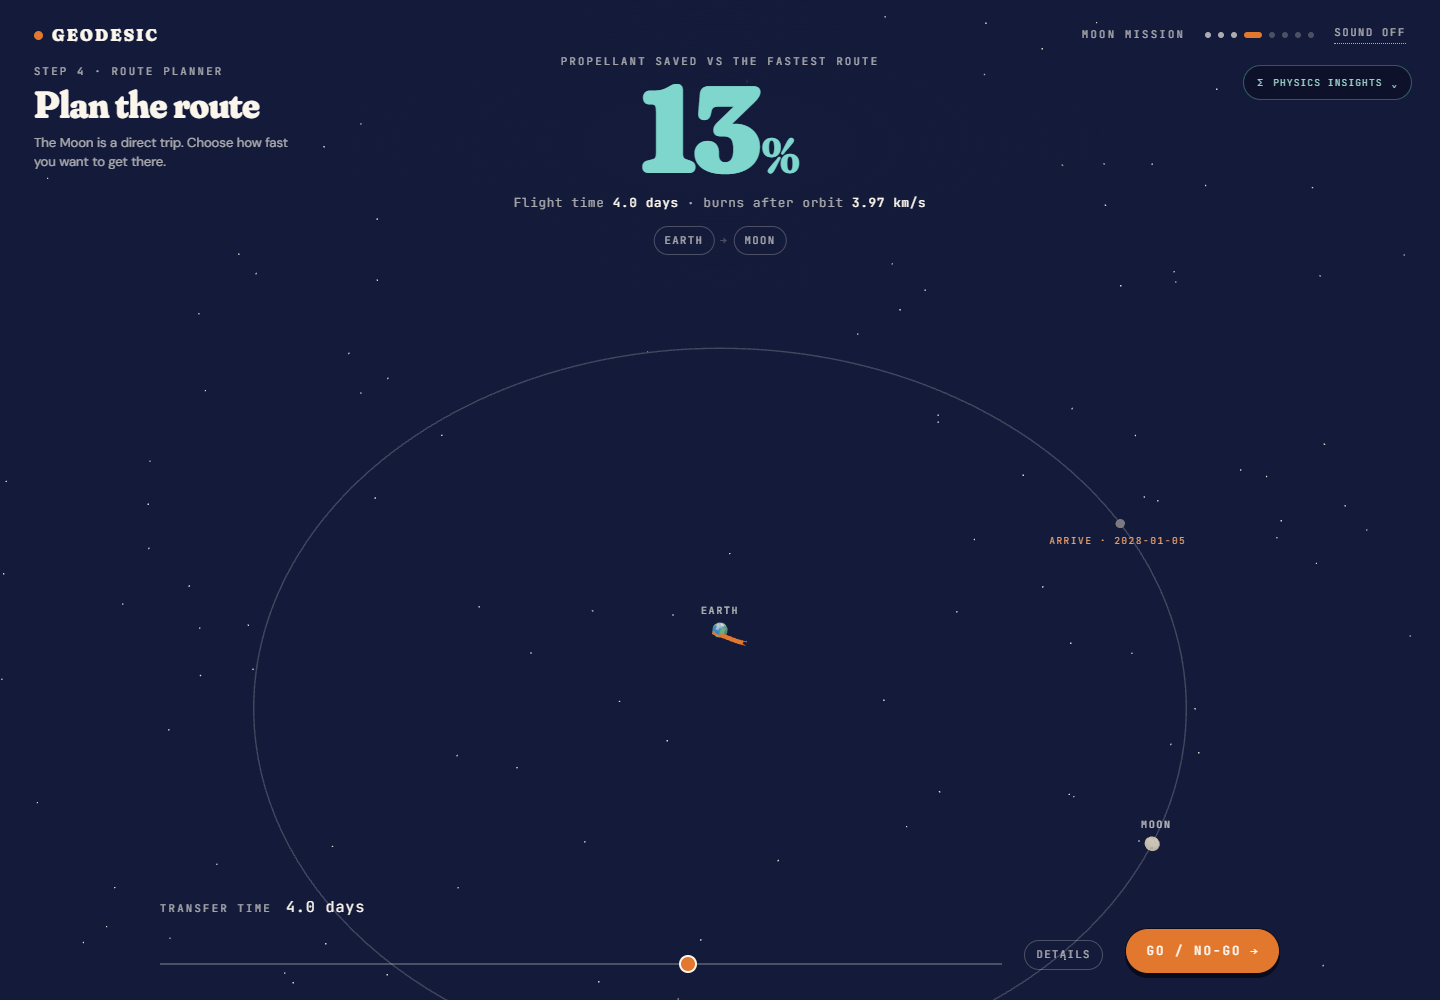 GEODESIC
MOON MISSION
SOUND OFF
STEP 4 · ROUTE PLANNER
Plan the route
The Moon is a direct trip. Choose how fast
you want to get there.
PROPELLANT SAVED VS THE FASTEST ROUTE
13%
Flight time 4.0 days · burns after orbit 3.97 km/s
EARTH → MOON
Σ PHYSICS INSIGHTS ⌄
ARRIVE · 2028-01-05
EARTH
MOON
TRANSFER TIME 4.0 days
DETAILS
GO / NO-GO →